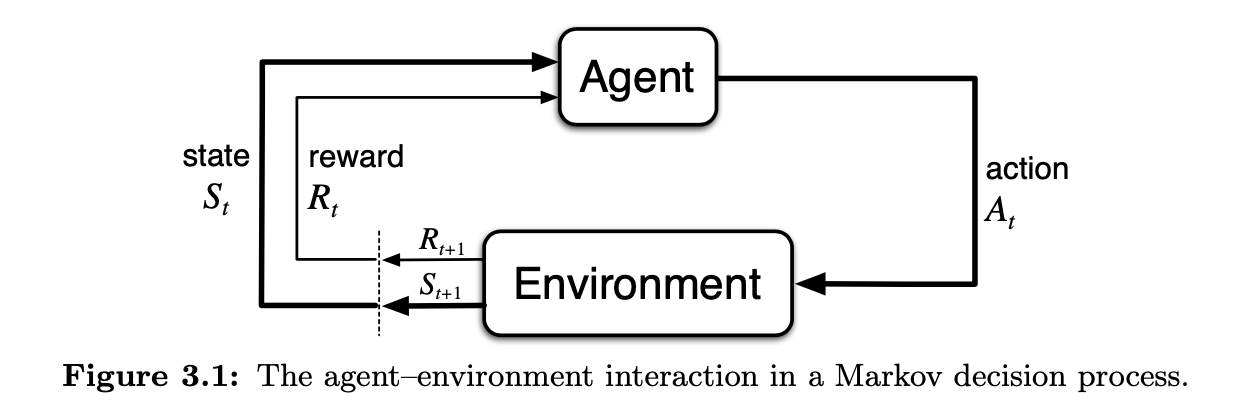 Agent
state
S_t
reward
R_t
action
A_t
R_{t+1}
S_{t+1}
Environment
Figure 3.1: The agent–environment interaction in a Markov decision process.